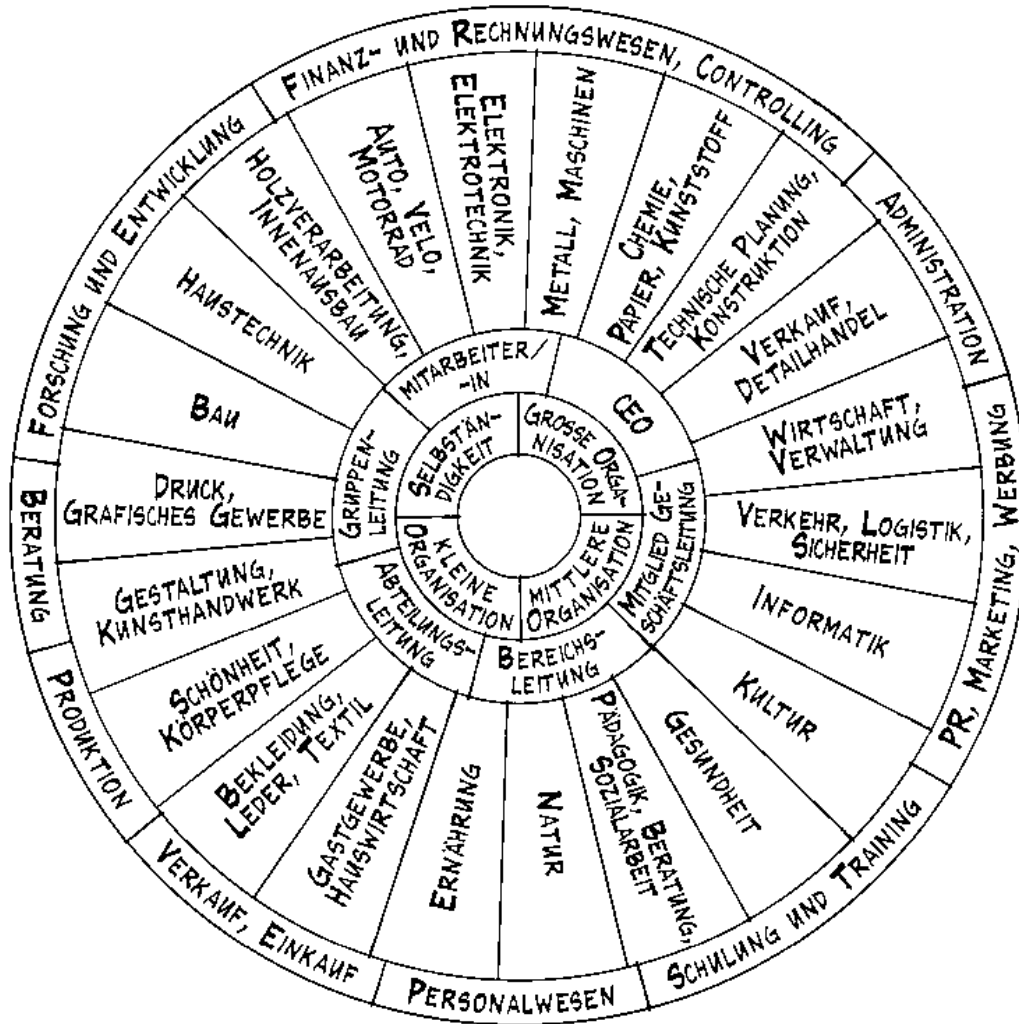 FINANZ- UND RECHNUNGSWESEN, CONTROLLING
ADMINISTRATION
PR, MARKETING, WERBUNG
SCHULUNG UND TRAINING
PERSONALWESEN
VERKAUF, EINKAUF
PRODUKTION
BERATUNG
FORSCHUNG UND ENTWICKLUNG
ELEKTRONIK,
ELEKTROTECHNIK
METALL, MASCHINEN
CHEMIE,
PAPIER, KUNSTSTOFF
TECHNISCHE PLANUNG,
KONSTRUKTION
VERKAUF,
DETAILHANDEL
WIRTSCHAFT,
VERWALTUNG
VERKEHR, LOGISTIK,
SICHERHEIT
INFORMATIK
KULTUR
GESUNDHEIT
PÄDAGOGIK, BERATUNG,
SOZIALARBEIT
NATUR
ERNÄHRUNG
GASTGEWERBE,
HAUSWIRTSCHAFT
BEKLEIDUNG,
LEDER, TEXTIL
SCHÖNHEIT,
KÖRPERPFLEGE
GESTALTUNG,
KUNSTHANDWERK
DRUCK,
GRAFISCHES GEWERBE
BAU
HAUSTECHNIK
HOLZVERARBEITUNG,
INNENAUSBAU
AUTO, VELO,
MOTORRAD
MITARBEITER/
-IN
CEO
MITGLIED GE-
SCHÄFTSLEITUNG
BEREICHS-
LEITUNG
ABTEILUNGS-
LEITUNG
GRUPPEN-
LEITUNG
SELBSTÄN-
DIGKEIT
GROSSE ORGA-
NISATION
MITTLERE
ORGANISATION
KLEINE
ORGANISATION